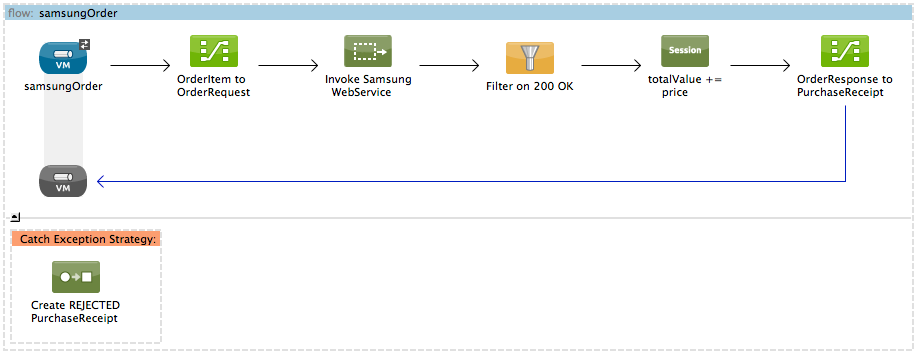 flow: samsungOrder
VM
samsungOrder
OrderItem to
OrderRequest
Invoke Samsung
WebService
Filter on 200 OK
Session
totalValue +=
price
OrderResponse to
PurchaseReceipt
VM
Catch Exception Strategy:
Create REJECTED
PurchaseReceipt